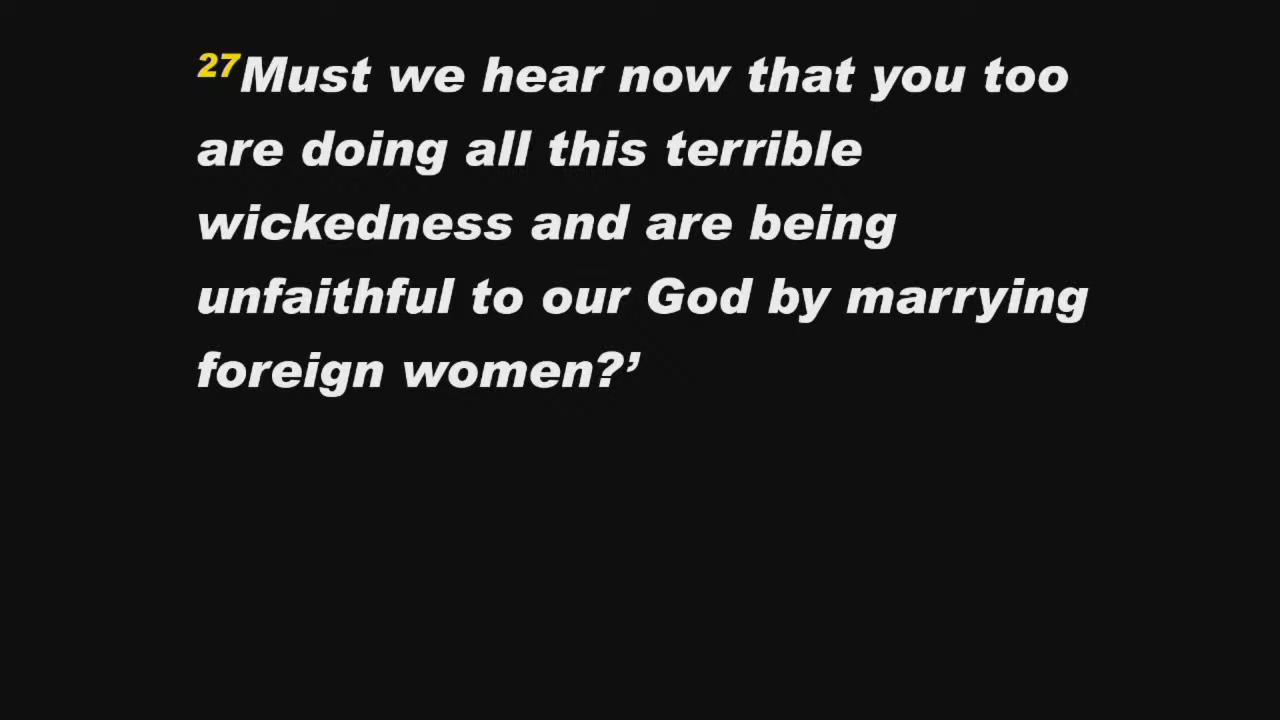 27Must we hear now that you too
are doing all this terrible
wickedness and are being
unfaithful to our God by marrying
foreign women?’